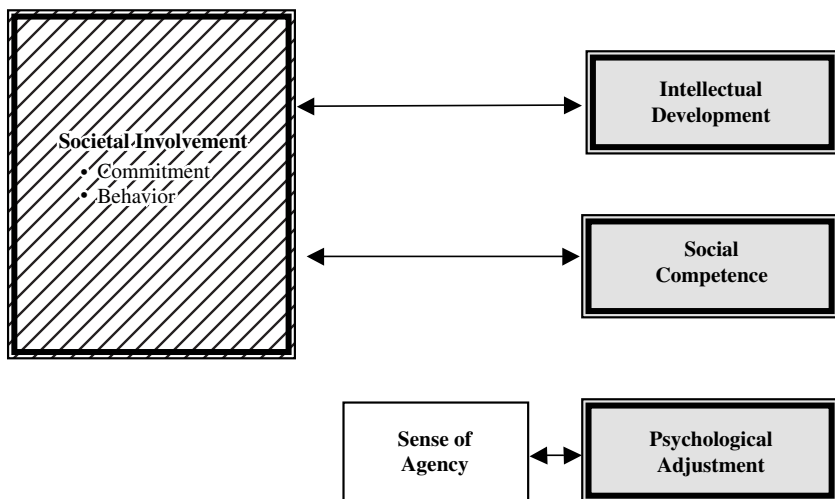 Societal Involvement
• Commitment
• Behavior
Intellectual
Development
Social
Competence
Sense of
Agency
Psychological
Adjustment